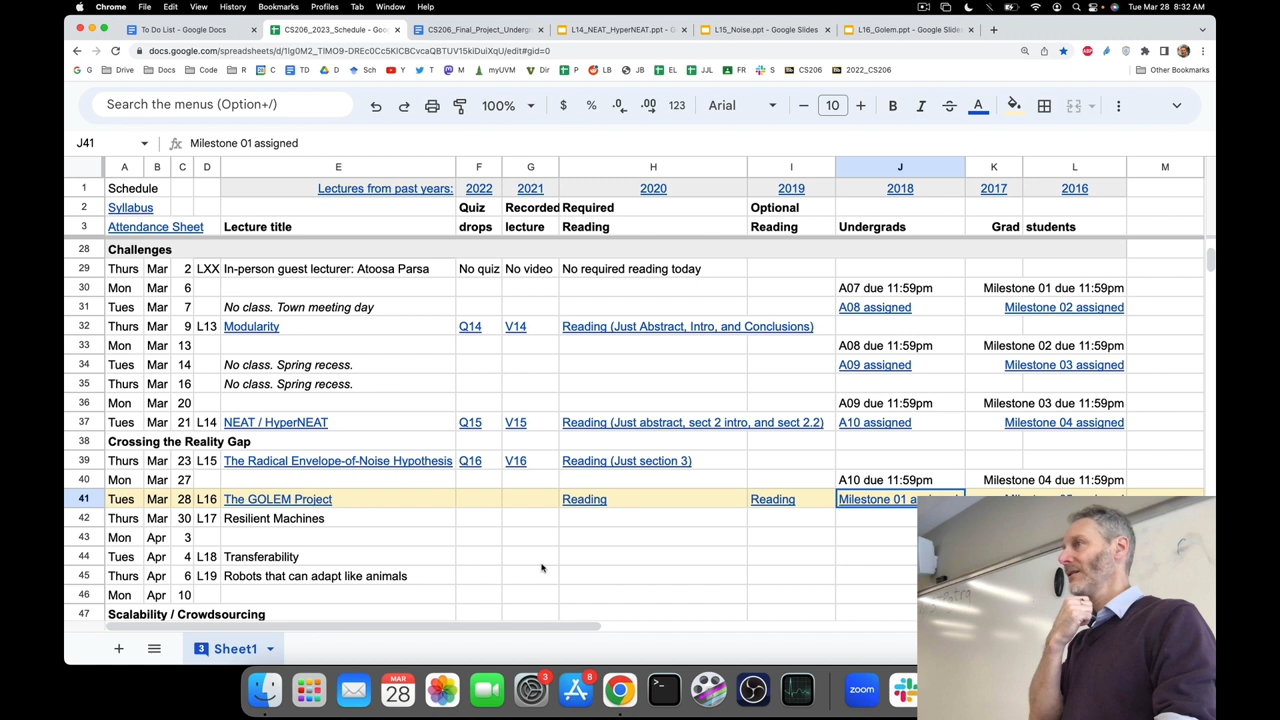 Chrome File Edit View History Bookmarks Profiles Tab Window Help Tue Mar 28 8:32 AM
To Do List - Google Docs CS206_2023_Schedule - Goo CS206_Final_Project_Underg L14_NEAT_HyperNEAT.ppt - G L15_Noise.ppt - Google Slides L16_Golem.ppt - Google Slides
docs.google.com/spreadsheets/d/1Ig0M2_TIMO9-DREc0Cc5KICBCvcaQBTUV15kiDuiXqU/edit#gid=0
G Drive Docs Code R C TD D Sch Y T M myUVM Dir P LB JB EL JJL FR S CS206 2022_CS206 Other Bookmarks
Search the menus (Option+/) 100% $ % .0 .00 123 Arial 10 B I S A
J41 fx Milestone 01 assigned
A B C D E F G H I J K L M
1 Schedule Lectures from past years: 2022 2021 2020 2019 2018 2017 2016
2 Syllabus Quiz Recorded Required Optional
3 Attendance Sheet Lecture title drops lecture Reading Reading Undergrads Grad students
28 Challenges
29 Thurs Mar 2 LXX In-person guest lecturer: Atoosa Parsa No quiz No video No required reading today
30 Mon Mar 6 A07 due 11:59pm Milestone 01 due 11:59pm
31 Tues Mar 7 No class. Town meeting day A08 assigned Milestone 02 assigned
32 Thurs Mar 9 L13 Modularity Q14 V14 Reading (Just Abstract, Intro, and Conclusions)
33 Mon Mar 13 A08 due 11:59pm Milestone 02 due 11:59pm
34 Tues Mar 14 No class. Spring recess. A09 assigned Milestone 03 assigned
35 Thurs Mar 16 No class. Spring recess.
36 Mon Mar 20 A09 due 11:59pm Milestone 03 due 11:59pm
37 Tues Mar 21 L14 NEAT / HyperNEAT Q15 V15 Reading (Just abstract, sect 2 intro, and sect 2.2) A10 assigned Milestone 04 assigned
38 Crossing the Reality Gap
39 Thurs Mar 23 L15 The Radical Envelope-of-Noise Hypothesis Q16 V16 Reading (Just section 3)
40 Mon Mar 27 A10 due 11:59pm Milestone 04 due 11:59pm
41 Tues Mar 28 L16 The GOLEM Project Reading Reading Milestone 01
42 Thurs Mar 30 L17 Resilient Machines
43 Mon Apr 3
44 Tues Apr 4 L18 Transferability
45 Thurs Apr 6 L19 Robots that can adapt like animals
46 Mon Apr 10
47 Scalability / Crowdsourcing
3 Sheet1
MAR 28 3 8 zoom